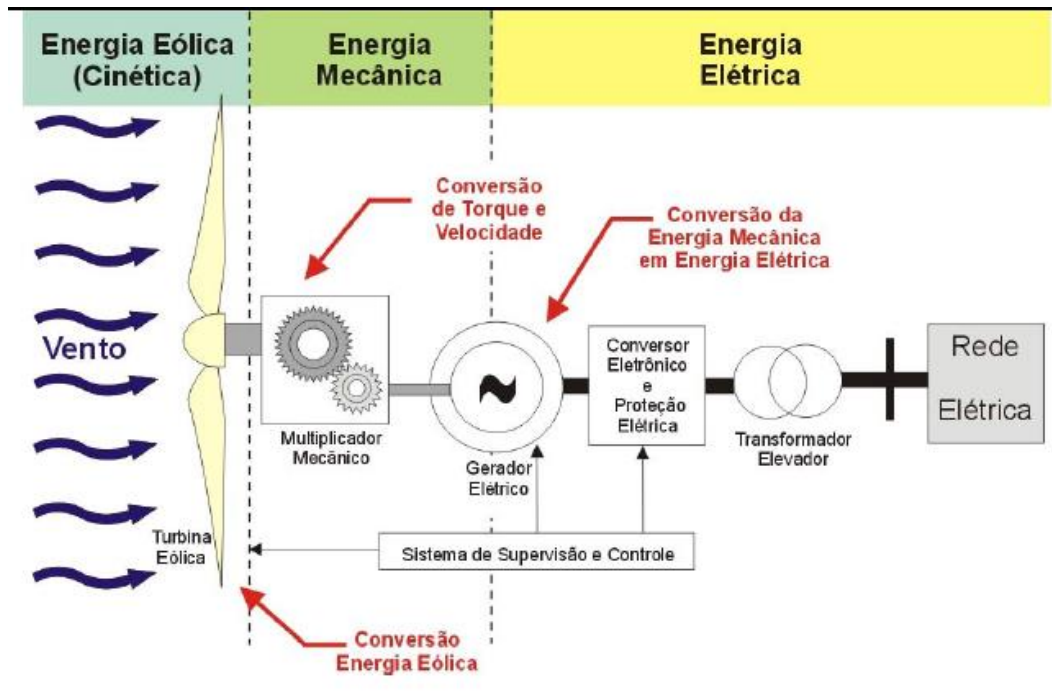 Energia Eólica
(Cinética)
Energia
Mecânica
Energia
Elétrica
Conversão
de Torque e
Velocidade
Conversão da
Energia Mecânica
em Energia Elétrica
Vento
Multiplicador
Mecânico
Gerador
Elétrico
Conversor
Eletrônico
e
Proteção
Elétrica
Transformador
Elevador
Rede
Elétrica
Turbina
Eólica
Sistema de Supervisão e Controle
Conversão
Energia Eólica